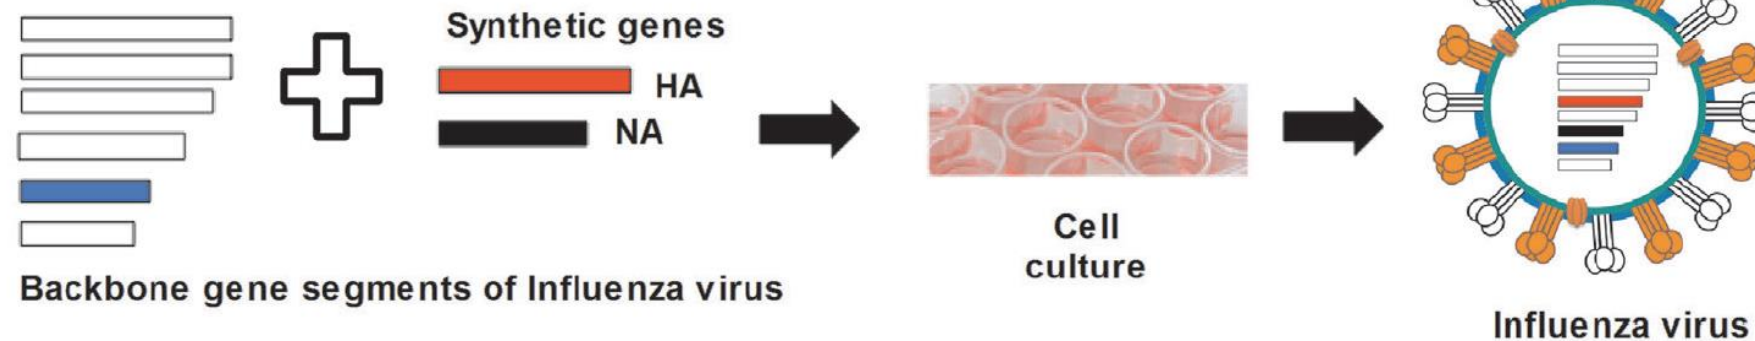 Synthetic genes
HA
NA
Cell
culture
Backbone gene segments of Influenza virus
Influenza virus